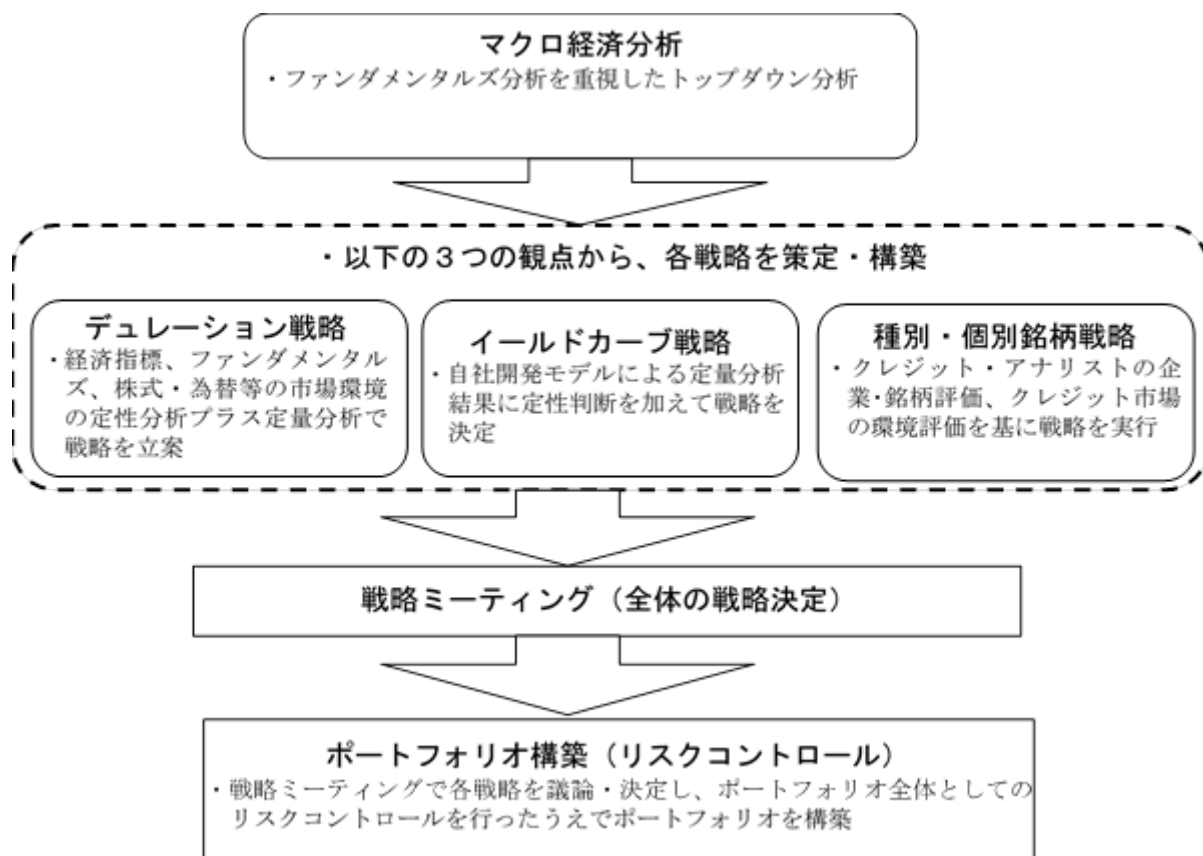 マクロ経済分析
・ファンダメンタルズ分析を重視したトップダウン分析
・以下の３つの観点から、各戦略を策定・構築
デュレーション戦略
・経済指標、ファンダメンタル
ズ、株式・為替等の市場環境
の定性分析プラス定量分析で
戦略を立案
イールドカーブ戦略
・自社開発モデルによる定量分析
結果に定性判断を加えて戦略を
決定
種別・個別銘柄戦略
・クレジット・アナリストの企
業・銘柄評価、クレジット市場
の環境評価を基に戦略を実行
戦略ミーティング（全体の戦略決定）
ポートフォリオ構築（リスクコントロール）
・戦略ミーティングで各戦略を議論・決定し、ポートフォリオ全体としての
リスクコントロールを行ったうえでポートフォリオを構築